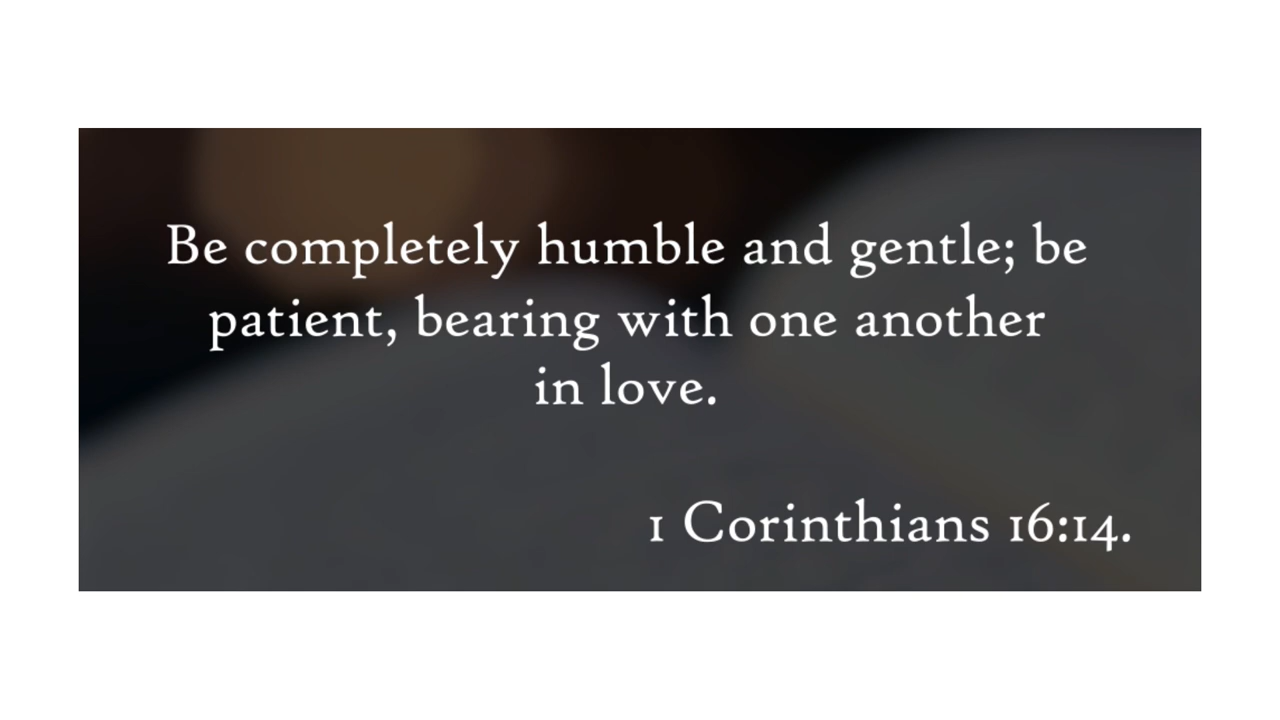 Be completely humble and gentle; be
patient, bearing with one another
in love.
1 Corinthians 16:14.